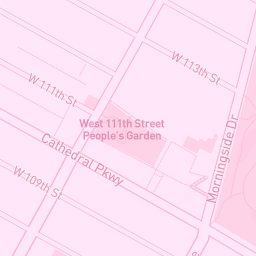 W 113th St
W 111th St
West 111th Street
People's Garden
Cathedral Pkwy
Morningside Dr
W 109th St